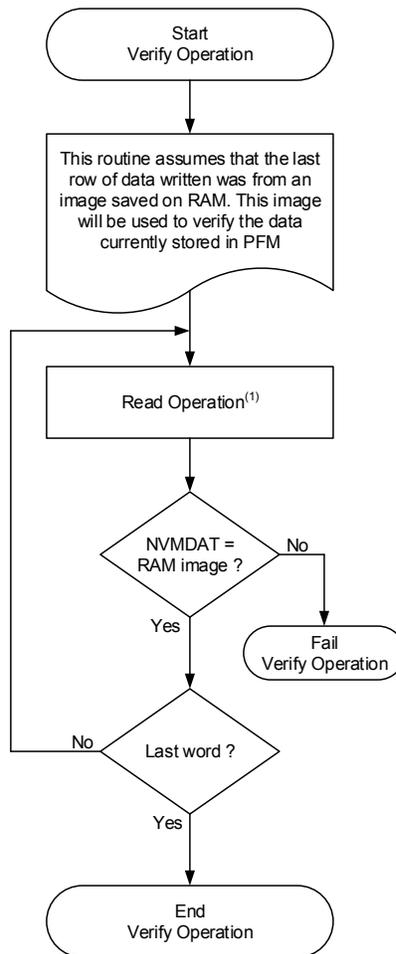 Start
Verify Operation
This routine assumes that the last
row of data written was from an
image saved on RAM. This image
will be used to verify the data
currently stored in PFM
Read Operation(1)
NVMDAT =
RAM image ?
No
Yes
Fail
Verify Operation
Last word ?
No
Yes
End
Verify Operation